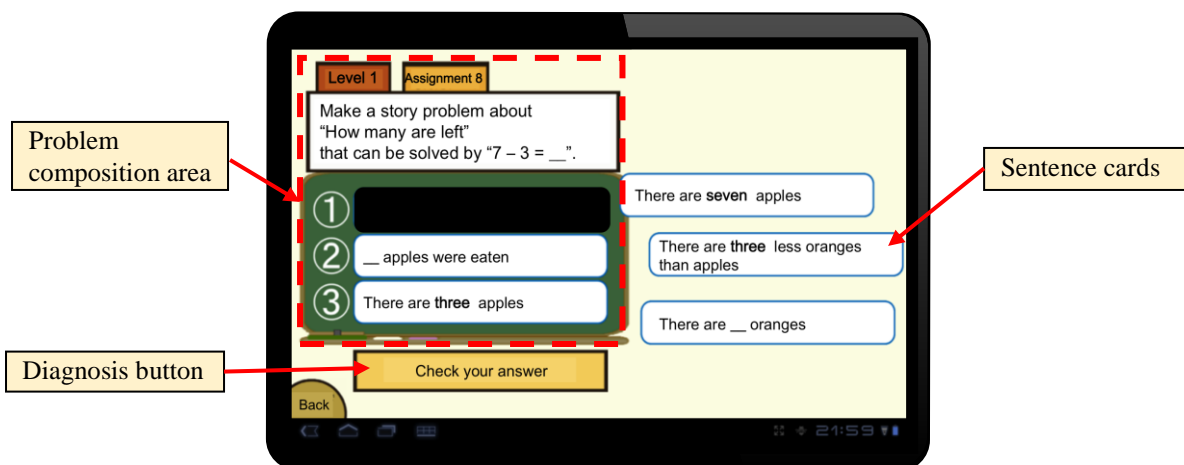 Level 1
Assignment 8
Make a story problem about
“How many are left”
that can be solved by “7 – 3 = __”.
Problem
composition area
Sentence cards
①
There are seven apples
② __ apples were eaten
There are three less oranges
than apples
③ There are three apples
There are __ oranges
Diagnosis button
Check your answer
Back
21:59